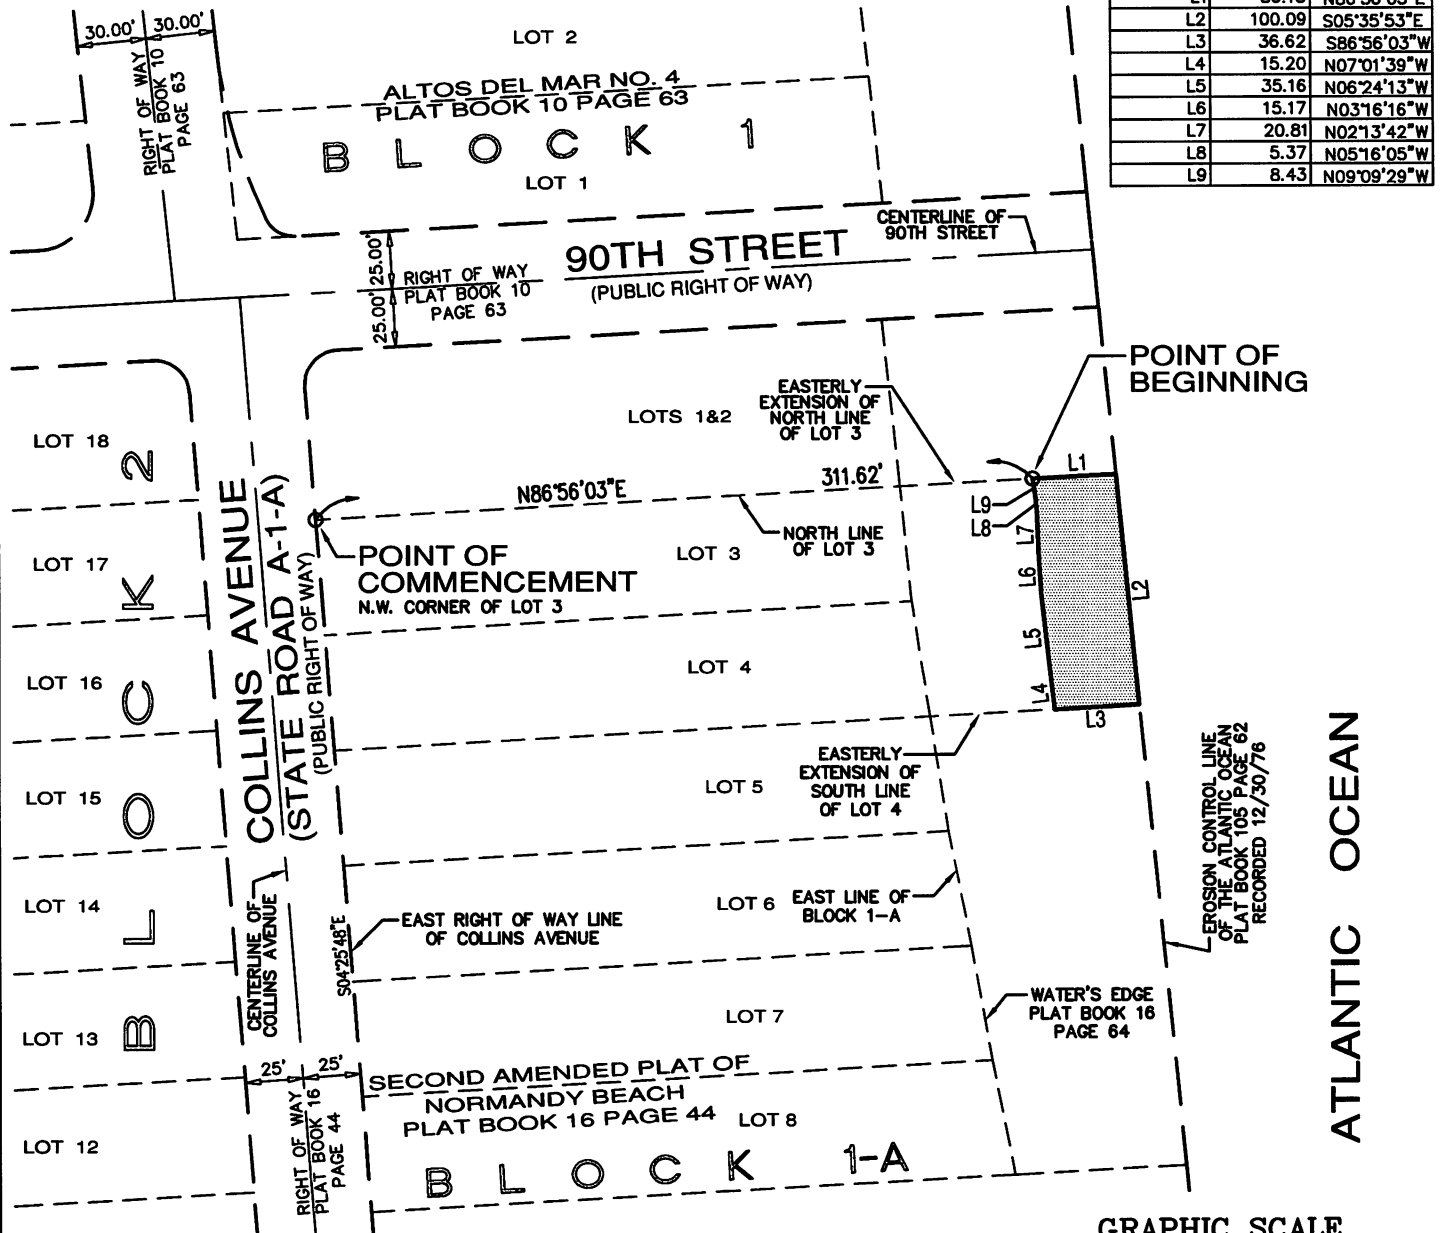 30.00' 30.00'
RIGHT OF WAY
PLAT BOOK 10
PAGE 63
LOT 2
ALTOS DEL MAR NO. 4
PLAT BOOK 10 PAGE 63
BLOCK 1
LOT 1
L2 100.09 S05°35'53"E
L3 36.62 S86°56'03"W
L4 15.20 N07°01'39"W
L5 35.16 N06°24'13"W
L6 15.17 N03°16'16"W
L7 20.81 N02°13'42"W
L8 5.37 N05°16'05"W
L9 8.43 N09°09'29"W
CENTERLINE OF
90TH STREET
25.00'
25.00'
RIGHT OF WAY
PLAT BOOK 10
PAGE 63
90TH STREET
(PUBLIC RIGHT OF WAY)
POINT OF
BEGINNING
EASTERLY
EXTENSION OF
NORTH LINE
OF LOT 3
LOTS 1&2
N86°56'03"E
311.62'
NORTH LINE
OF LOT 3
L1
L9
L8
L7
L6
L5
L4
L3
L2
POINT OF
COMMENCEMENT
N.W. CORNER OF LOT 3
LOT 3
LOT 4
LOT 5
LOT 6
LOT 7
LOT 8
LOT 18
LOT 17
LOT 16
LOT 15
LOT 14
LOT 13
LOT 12
BLOCK 2
COLLINS AVENUE
(STATE ROAD A-1-A)
(PUBLIC RIGHT OF WAY)
EASTERLY
EXTENSION OF
SOUTH LINE
OF LOT 4
EROSION CONTROL LINE
OF THE ATLANTIC OCEAN
PLAT BOOK 105 PAGE 62
RECORDED 12/30/76
ATLANTIC OCEAN
CENTERLINE OF
COLLINS AVENUE
S04°25'48"E
EAST RIGHT OF WAY LINE
OF COLLINS AVENUE
EAST LINE OF
BLOCK 1-A
WATER'S EDGE
PLAT BOOK 16
PAGE 64
25' 25'
RIGHT OF WAY
PLAT BOOK 16
PAGE 44
SECOND AMENDED PLAT OF
NORMANDY BEACH
PLAT BOOK 16 PAGE 44
BLOCK 1-A
GRAPHIC SCALE